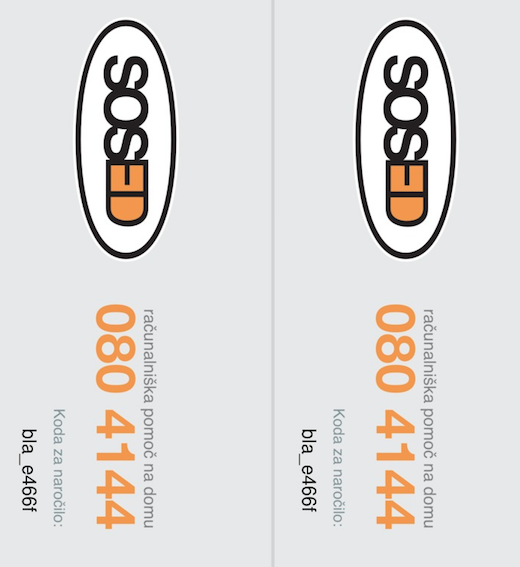 SOSED
računalniška pomoč na domu
080 4144
Koda za naročilo:
bla_e466f
SOSED
računalniška pomoč na domu
080 4144
Koda za naročilo:
bla_e466f